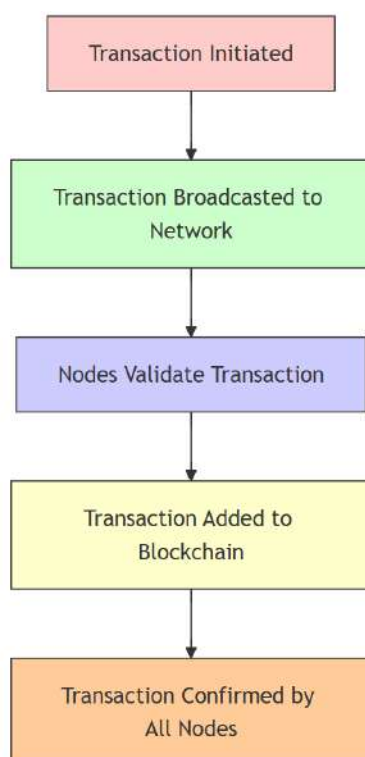 Transaction Initiated
Transaction Broadcasted to
Network
Nodes Validate Transaction
Transaction Added to
Blockchain
Transaction Confirmed by
All Nodes